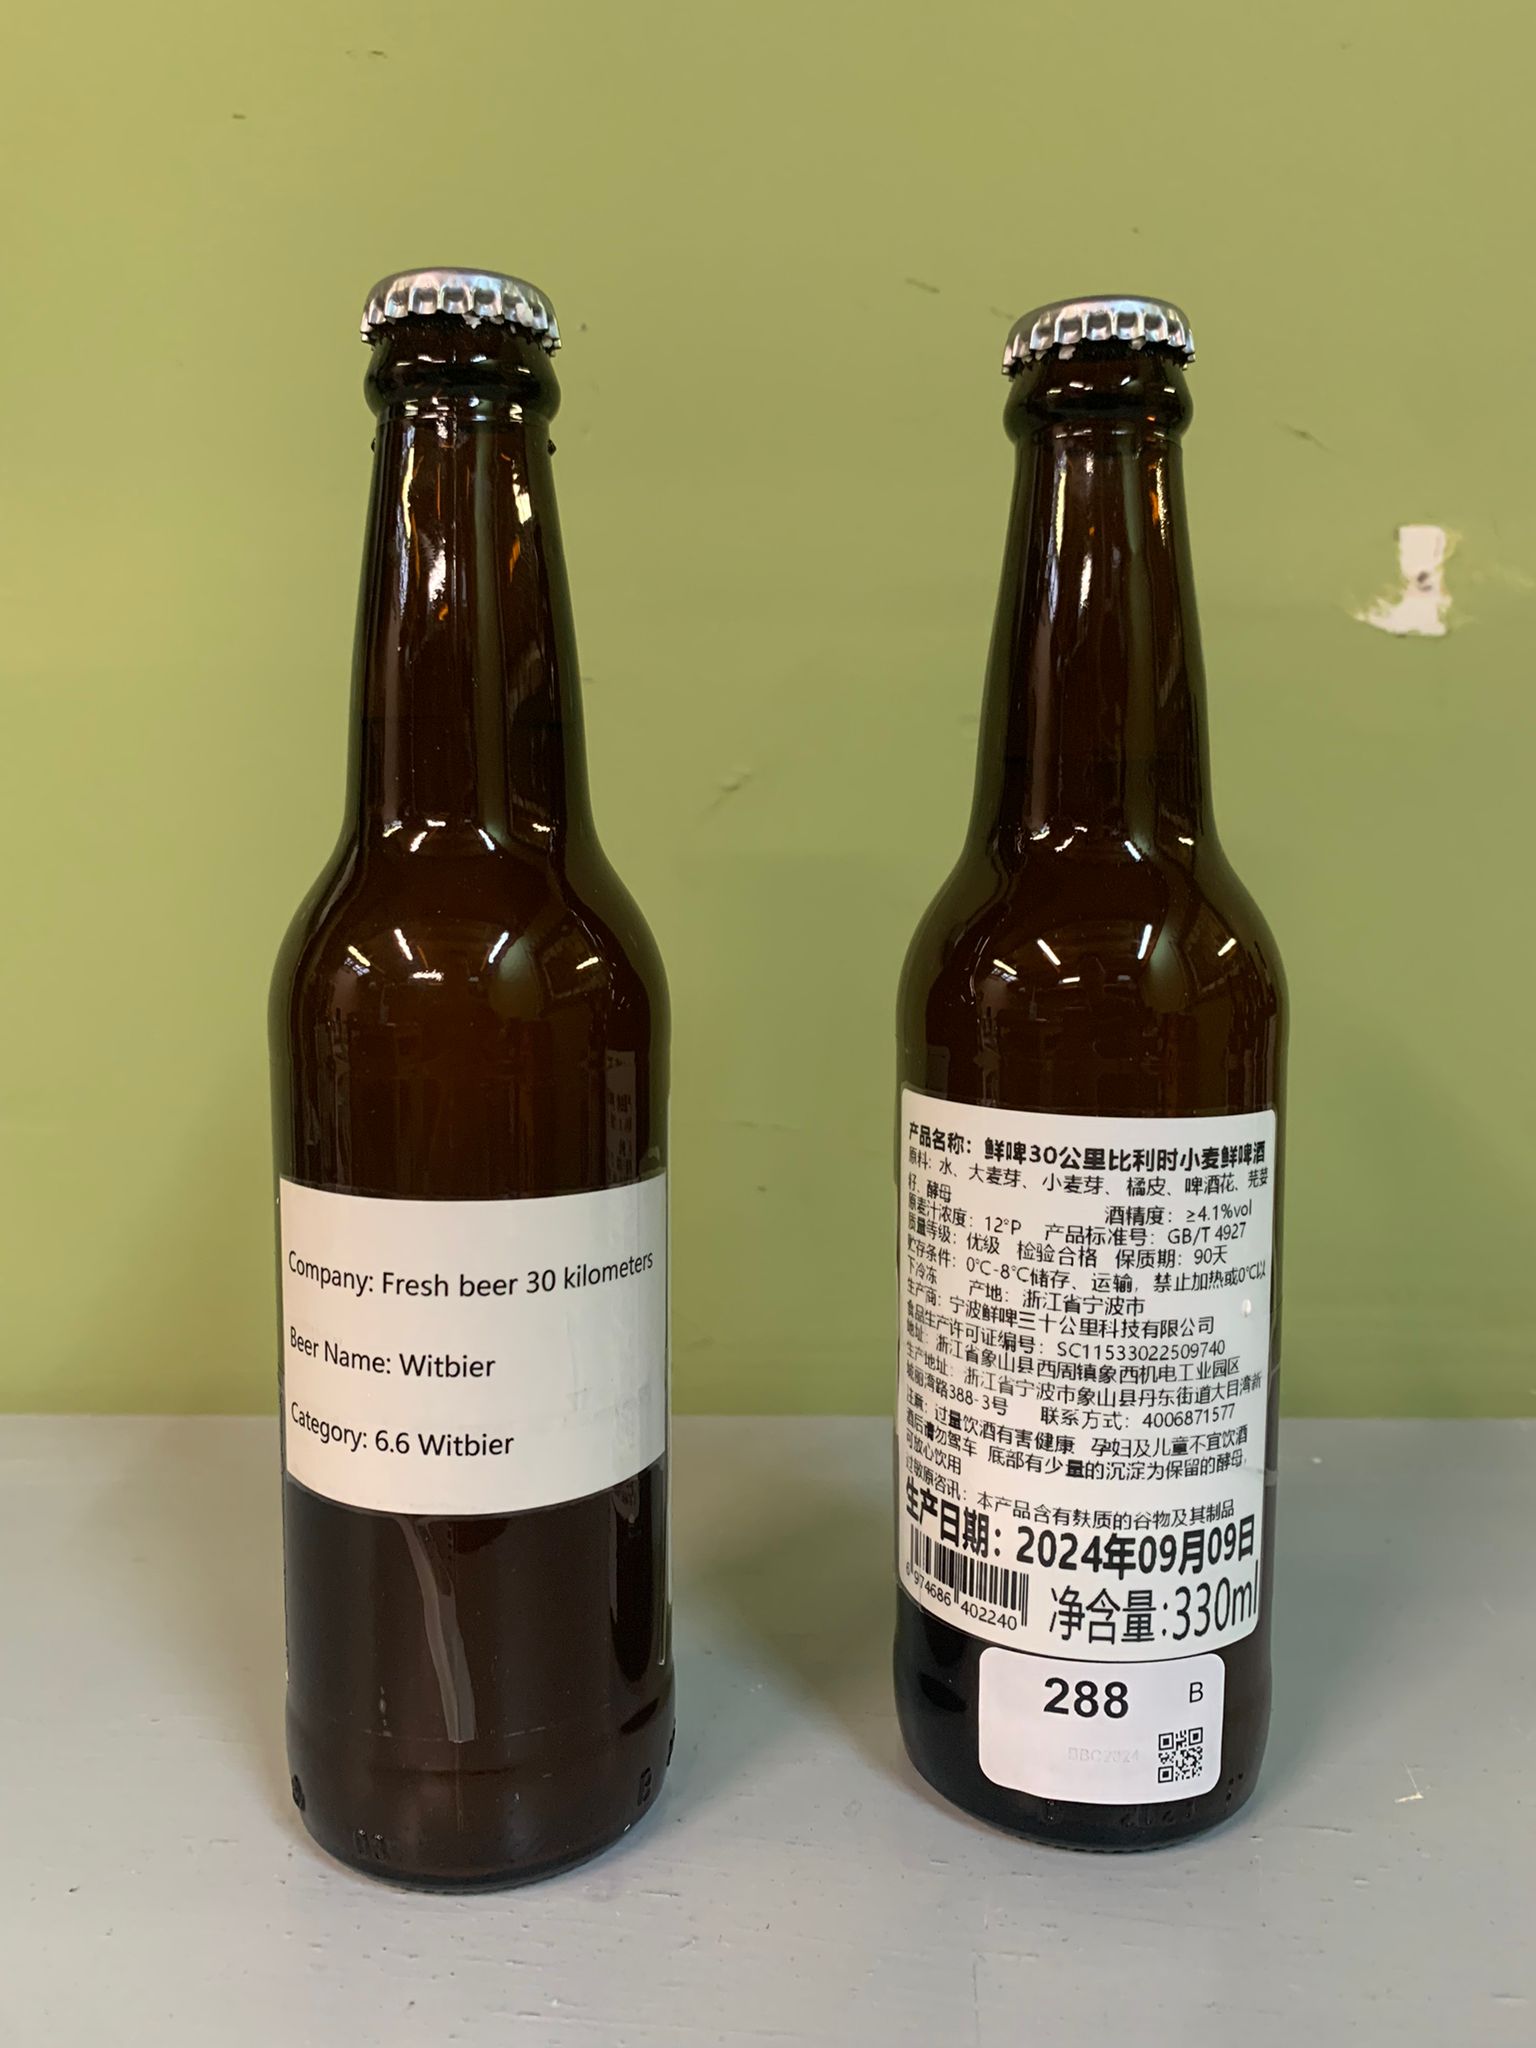 Company: Fresh beer 30 kilometers
Beer Name: Witbier
Category: 6.6 Witbier
产品名称：鲜啤30公里比利时小麦鲜啤酒
原料：水、大麦芽、小麦芽、橘皮、啤酒花、芫荽
籽、酵母
酒精度：≥4.1%vol
原麦汁浓度：12°P 产品标准号：GB/T 4927
质量等级：优级 检验合格 保质期：90天
贮存条件：0℃-8℃储存、运输，禁止加热或0℃以
下冷冻 产地：浙江省宁波市
生产商：宁波鲜啤三十公里科技有限公司
食品生产许可证编号：SC11533022509740
地址：浙江省象山县西周镇象西机电工业园区
生产地址：浙江省宁波市象山县丹东街道大目湾新
城丽湾路388-3号 联系方式：4006871577
注意：过量饮酒有害健康 孕妇及儿童不宜饮酒
酒后请勿驾车 底部有少量的沉淀为保留的酵母，
可放心饮用
过敏原咨讯：本产品含有麸质的谷物及其制品
生产日期：2024年09月09日
6 974686 402240
净含量:330ml
288 B
BBC2024